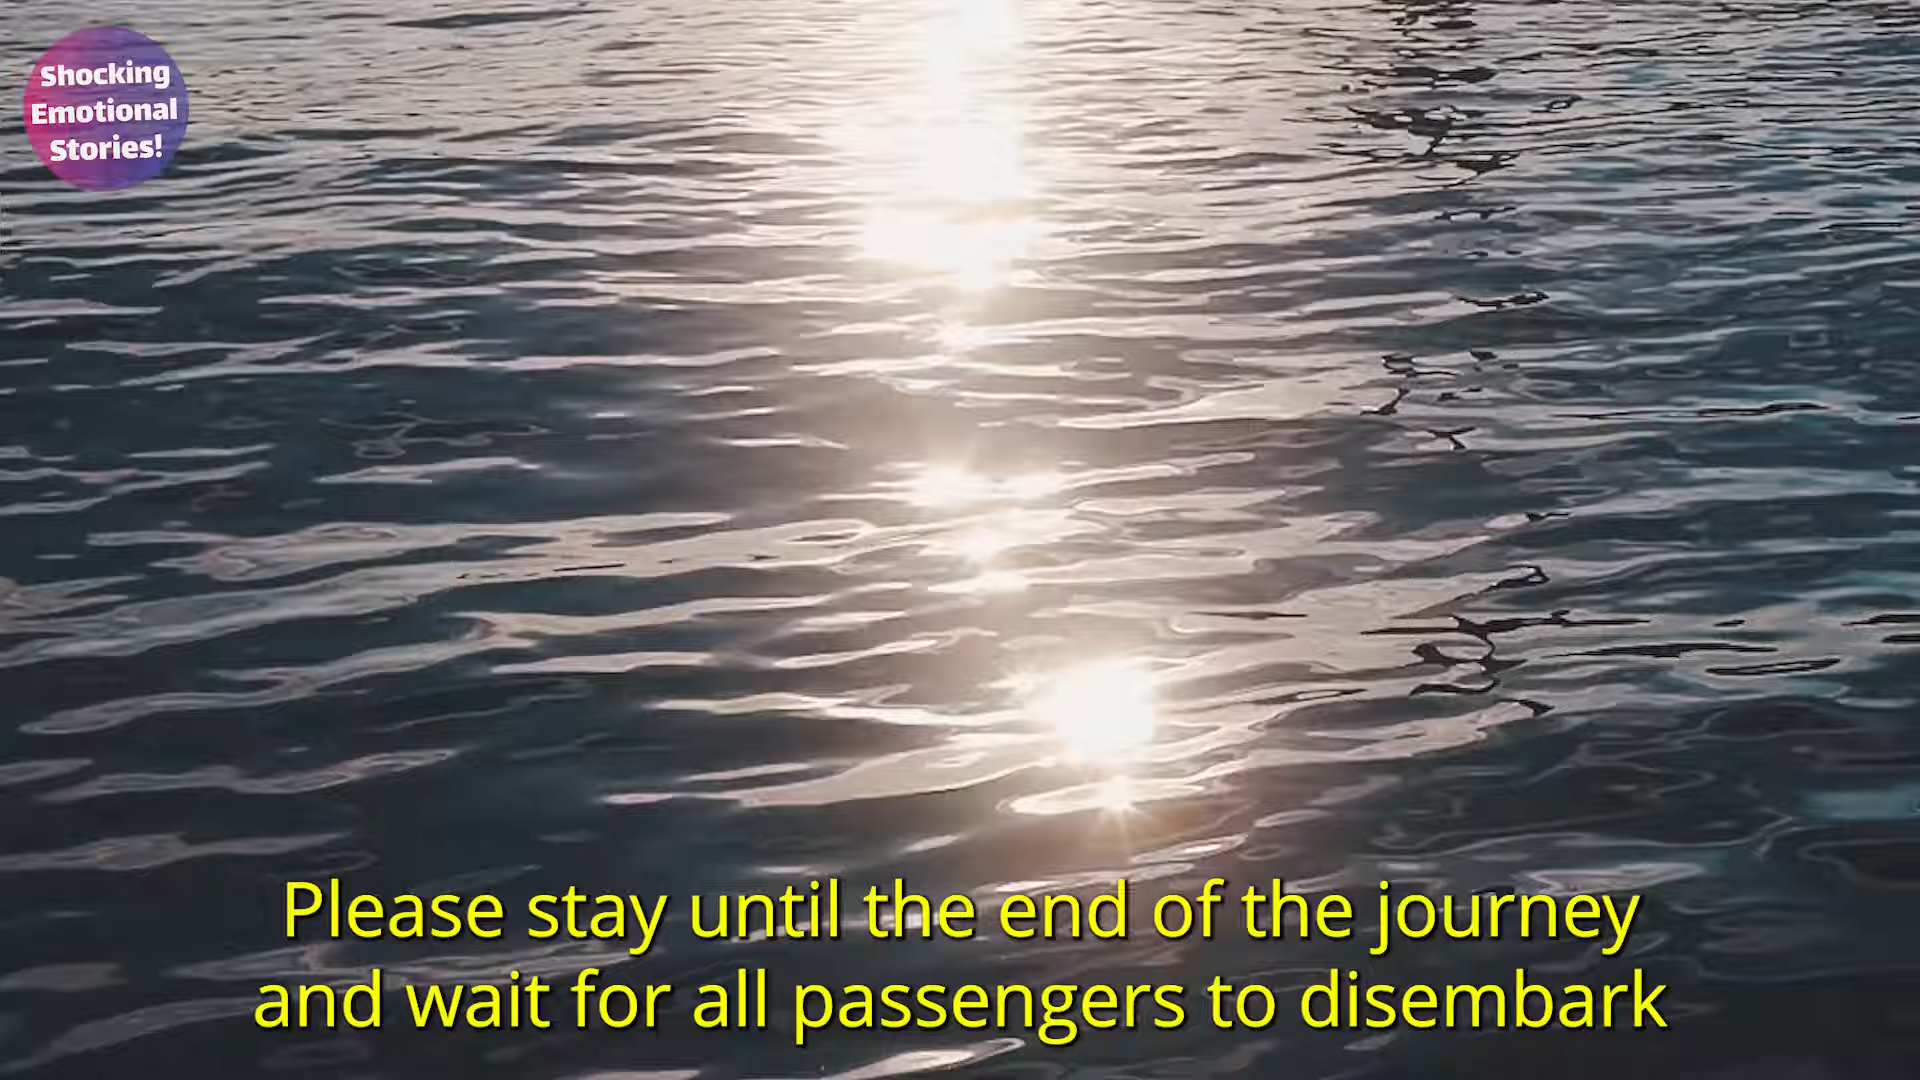 Shocking
Emotional
Stories!
Please stay until the end of the journey
and wait for all passengers to disembark